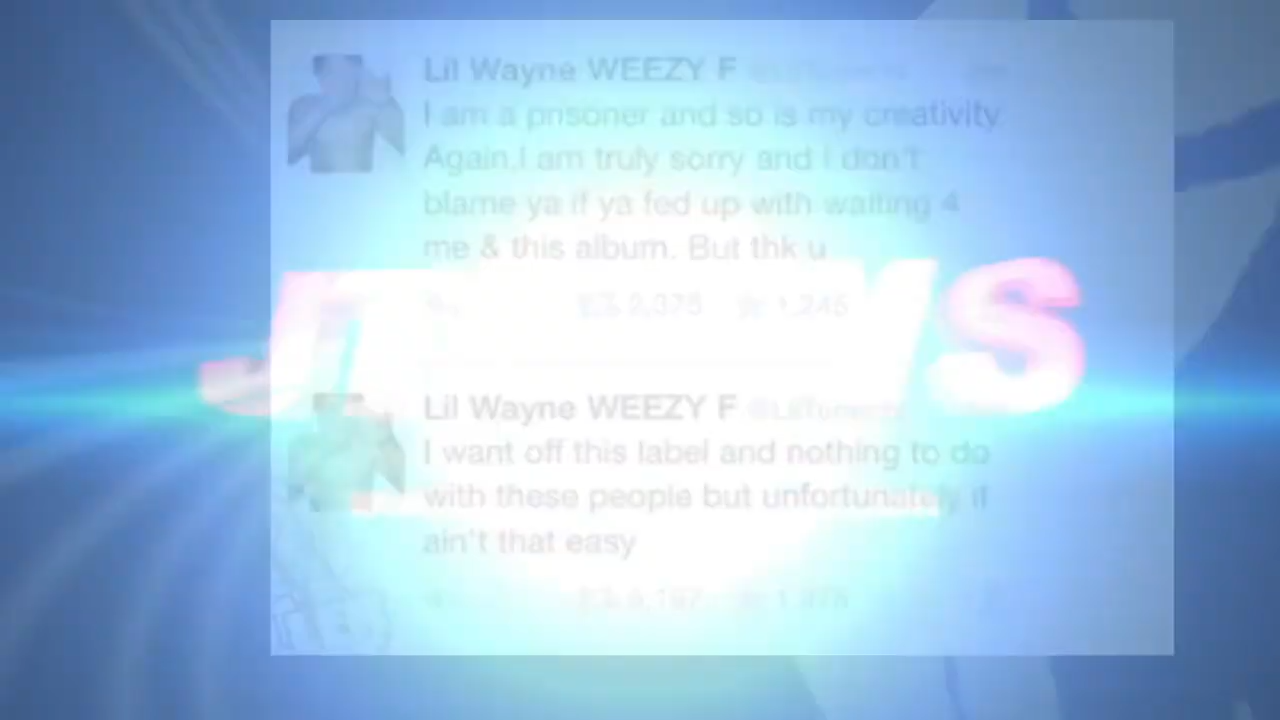 Lil Wayne WEEZY F
I am a prisoner and so is my creativity
Again,I am truly sorry and I don't
blame ya if ya fed up with waiting 4
me & this album. But thk u
Lil Wayne WEEZY F
I want off this label and nothing to do
with these people but unfortunately it
ain't that easy